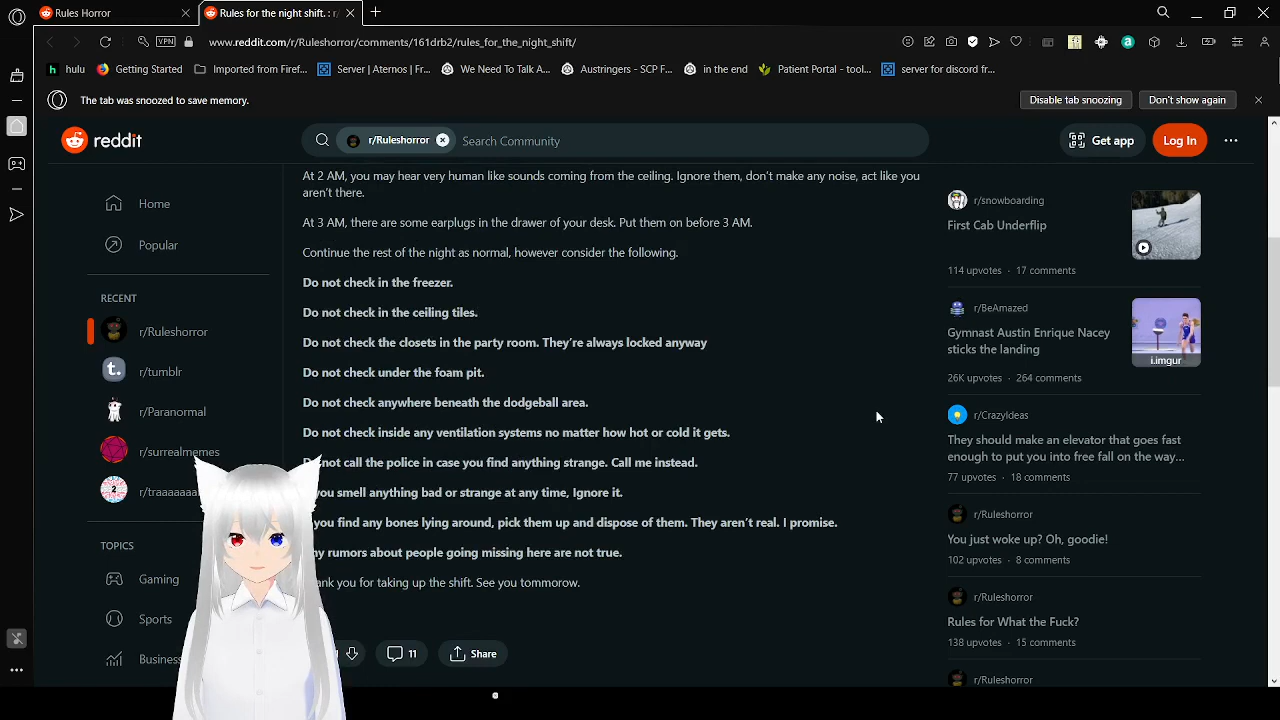 Rules Horror
Rules for the night shift. : r/
VPN
www.reddit.com/r/Ruleshorror/comments/161drb2/rules_for_the_night_shift/
hulu
Getting Started
Imported from Firef...
Server | Aternos | Fr...
We Need To Talk A...
Austringers - SCP F...
in the end
Patient Portal - tool...
server for discord fr...
The tab was snoozed to save memory.
Disable tab snoozing
Don't show again
reddit
r/Ruleshorror
Search Community
Get app
Log In
Home
Popular
RECENT
r/Ruleshorror
r/tumblr
r/Paranormal
r/surrealmemes
r/traaaaaaa
TOPICS
Gaming
Sports
Business
At 2 AM, you may hear very human like sounds coming from the ceiling. Ignore them, don't make any noise, act like you
aren't there.
At 3 AM, there are some earplugs in the drawer of your desk. Put them on before 3 AM.
Continue the rest of the night as normal, however consider the following.
Do not check in the freezer.
Do not check in the ceiling tiles.
Do not check the closets in the party room. They're always locked anyway
Do not check under the foam pit.
Do not check anywhere beneath the dodgeball area.
Do not check inside any ventilation systems no matter how hot or cold it gets.
not call the police in case you find anything strange. Call me instead.
you smell anything bad or strange at any time, Ignore it.
you find any bones lying around, pick them up and dispose of them. They aren't real. I promise.
rumors about people going missing here are not true.
you for taking up the shift. See you tommorow.
11
Share
r/snowboarding
First Cab Underflip
114 upvotes · 17 comments
r/BeAmazed
Gymnast Austin Enrique Nacey
sticks the landing
i.imgur
26K upvotes · 264 comments
r/CrazyIdeas
They should make an elevator that goes fast
enough to put you into free fall on the way...
77 upvotes · 18 comments
r/Ruleshorror
You just woke up? Oh, goodie!
102 upvotes · 8 comments
r/Ruleshorror
Rules for What the Fuck?
138 upvotes · 15 comments
r/Ruleshorror